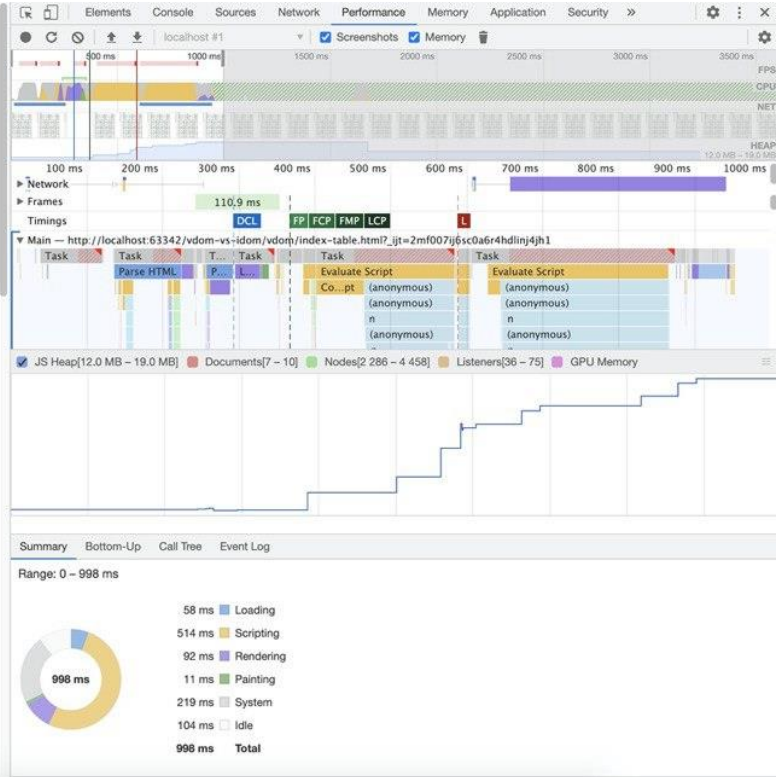 Elements Console Sources Network Performance Memory Application Security »
localhost #1 Screenshots Memory
500 ms 1000 ms 1500 ms 2000 ms 2500 ms 3000 ms 3500 ms
FPS
CPU
NET
HEAP
12.0 MB – 19.0 MB
100 ms 200 ms 300 ms 400 ms 500 ms 600 ms 700 ms 800 ms 900 ms 1000 ms
Network
Frames 110.9 ms
Timings DCL FP FCP FMP LCP L
Main — http://localhost:63342/vdom-vs-idom/vdom/index-table.html?_ijt=2mf007ij6sc0a6r4hdlinj4jh1
Task Task T... Task Task Task
Parse HTML P... L... Evaluate Script Evaluate Script
Co...pt (anonymous) (anonymous)
(anonymous) (anonymous)
n n
(anonymous) (anonymous)
JS Heap[12.0 MB – 19.0 MB] Documents[7 – 10] Nodes[2 286 – 4 458] Listeners[36 – 75] GPU Memory
Summary Bottom-Up Call Tree Event Log
Range: 0 – 998 ms
58 ms Loading
514 ms Scripting
92 ms Rendering
998 ms
11 ms Painting
219 ms System
104 ms Idle
998 ms Total